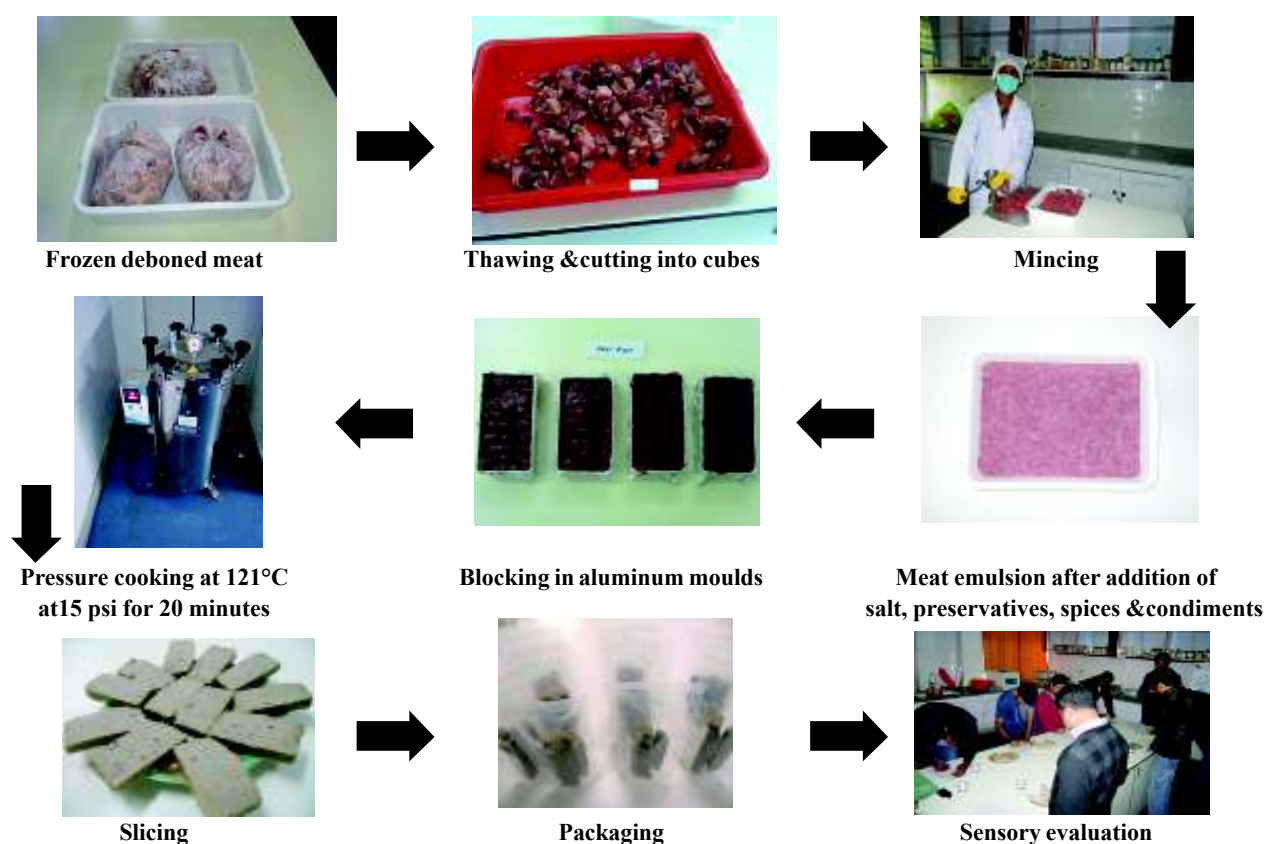 Frozen deboned meat
Thawing &cutting into cubes
Mincing
Meat emulsion after addition of
salt, preservatives, spices &condiments
Blocking in aluminum moulds
Pressure cooking at 121°C
at15 psi for 20 minutes
Slicing
Packaging
Sensory evaluation